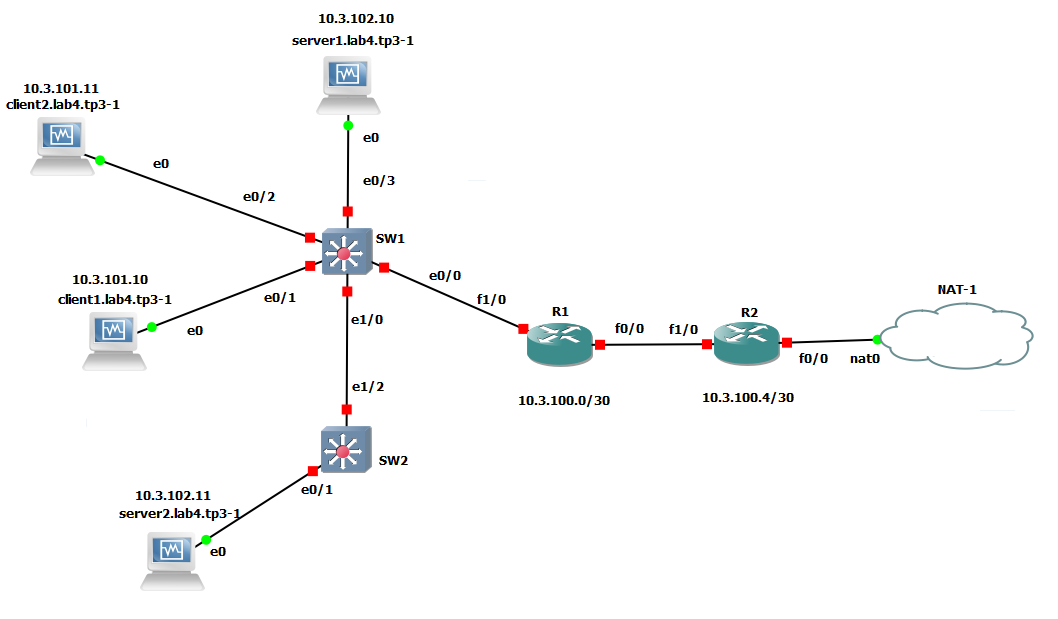 10.3.102.10
server1.lab4.tp3-1
10.3.101.11
client2.lab4.tp3-1
e0
e0
e0/2
e0/3
SW1
10.3.101.10
client1.lab4.tp3-1
e0/1
e0
e0/0
f1/0
e1/0
R1
f0/0
f1/0
R2
NAT-1
f0/0
nat0
10.3.100.0/30
10.3.100.4/30
e1/2
SW2
e0/1
10.3.102.11
server2.lab4.tp3-1
e0